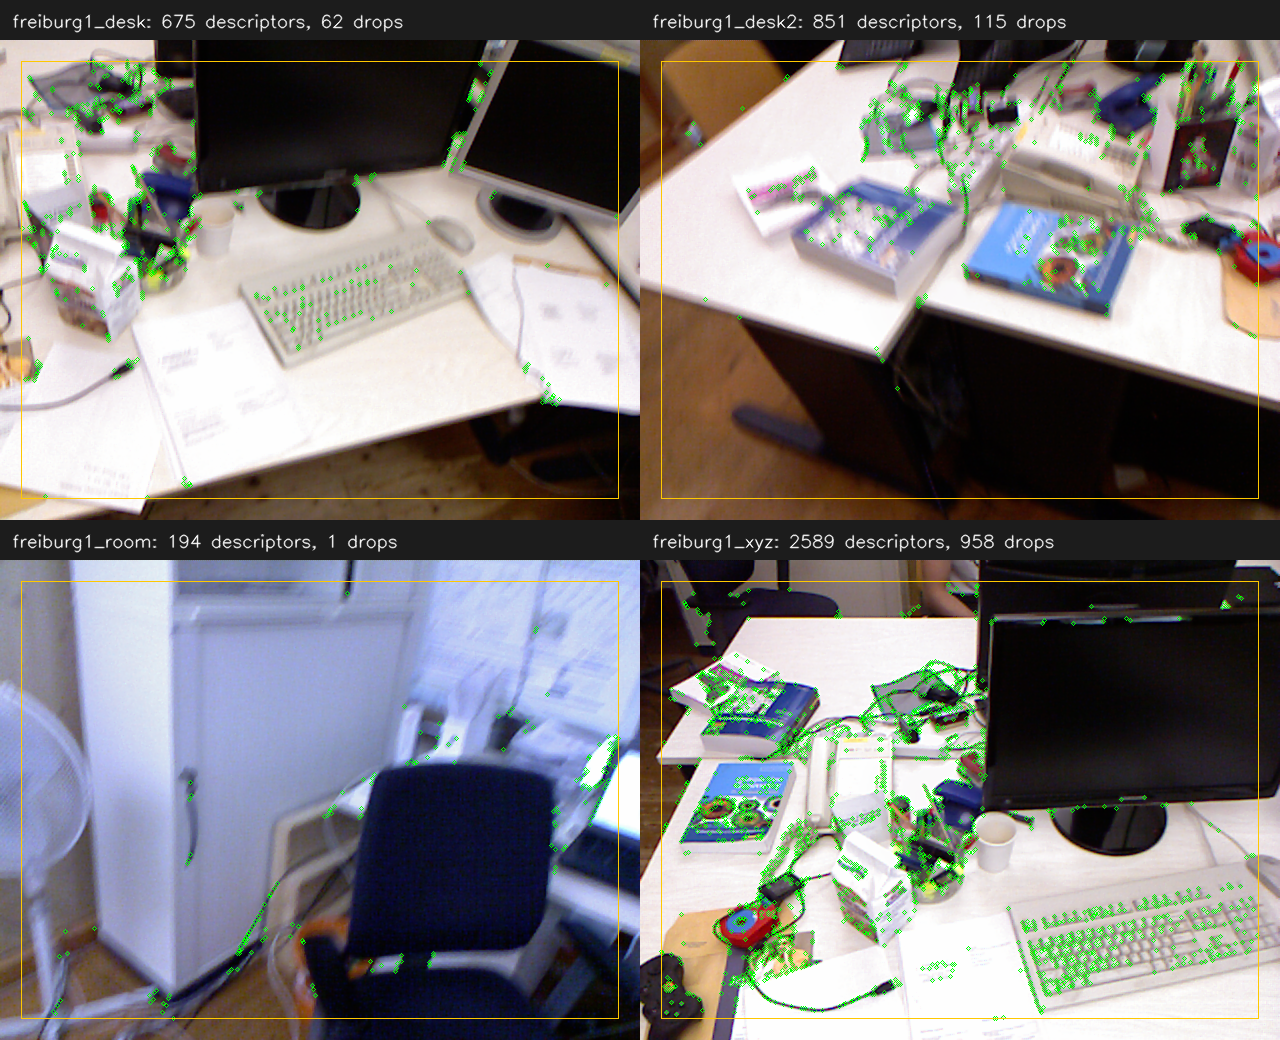 freiburg1_desk: 675 descriptors, 62 drops
freiburg1_desk2: 851 descriptors, 115 drops
freiburg1_room: 194 descriptors, 1 drops
freiburg1_xyz: 2589 descriptors, 958 drops